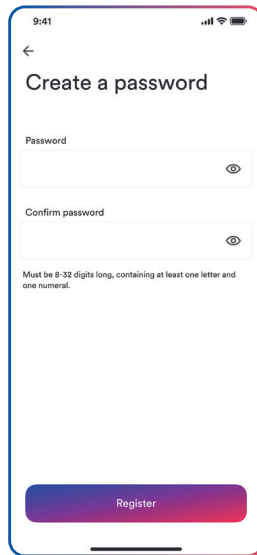 9:41
Create a password
Password
Confirm password
Must be 8-32 digits long, containing at least one letter and
one numeral.
Register